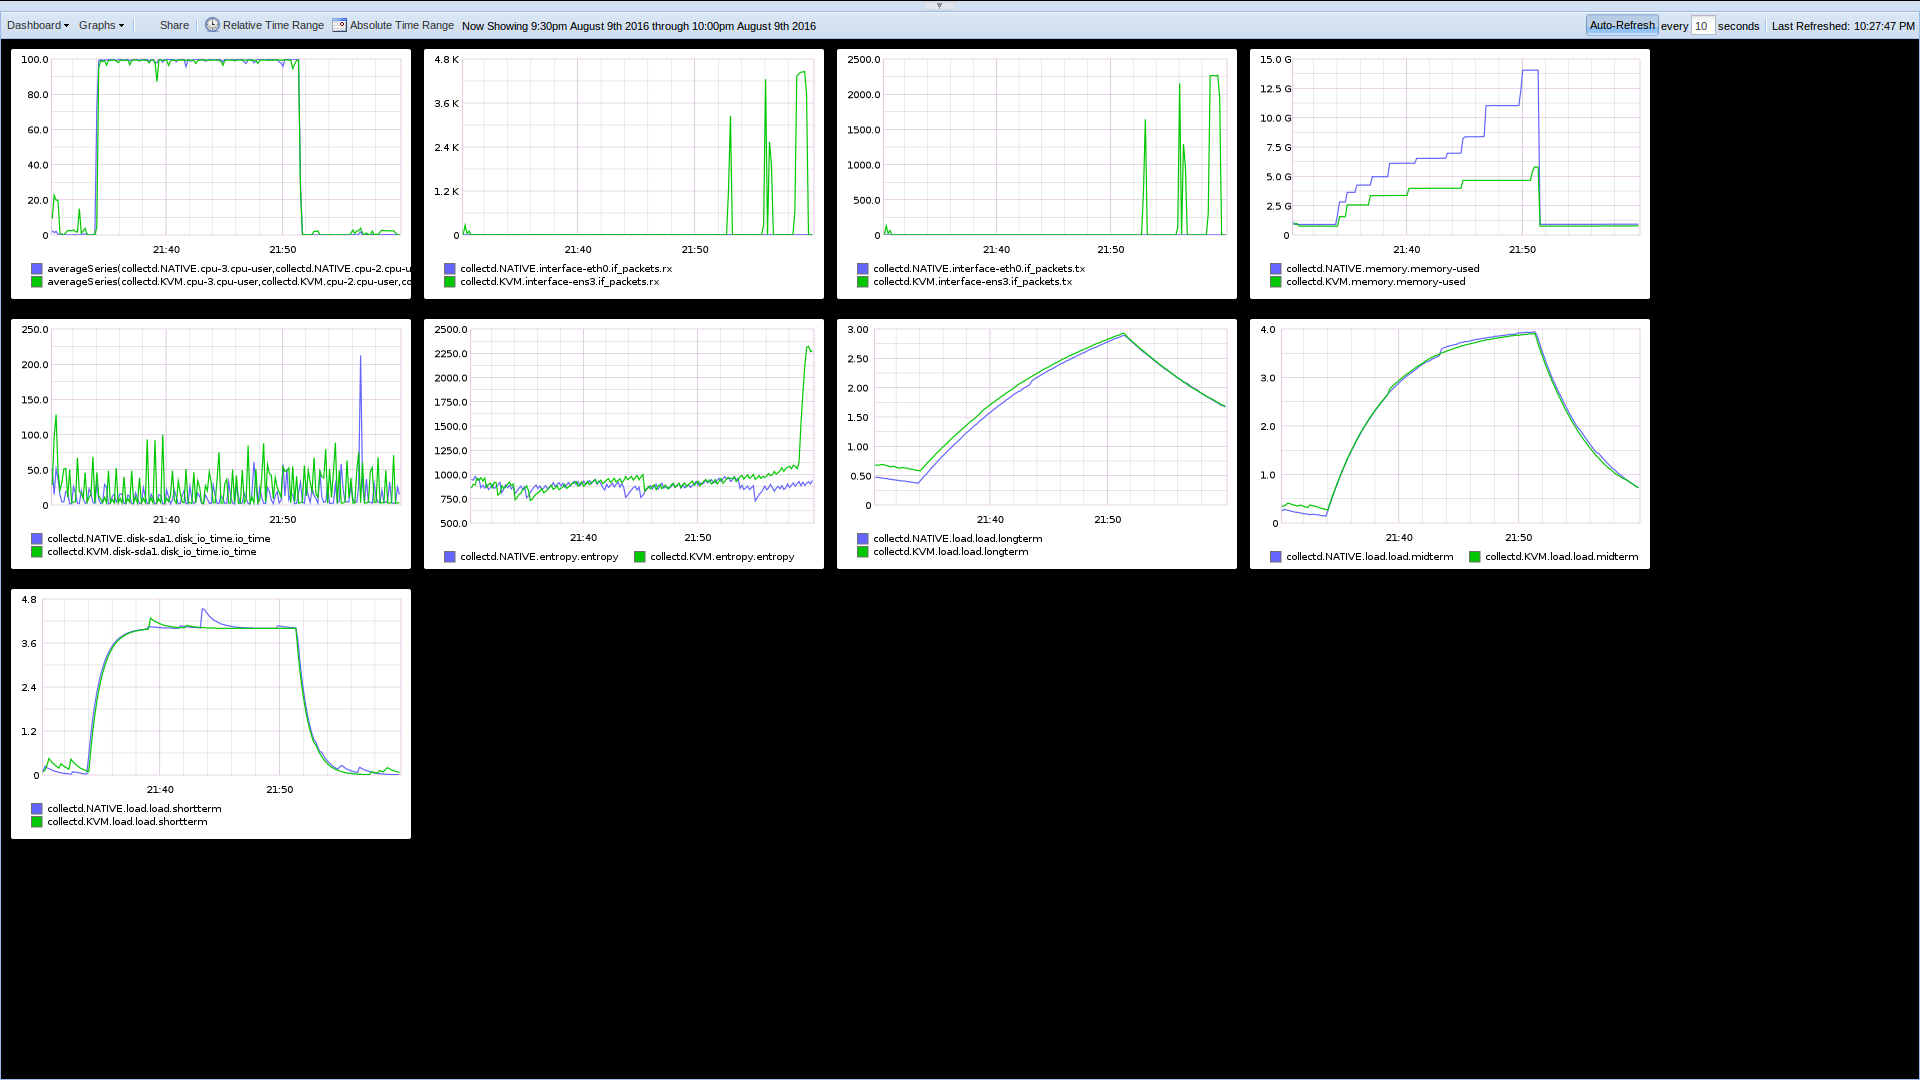 Dashboard Graphs Share Relative Time Range Absolute Time Range Now Showing 9:30pm August 9th 2016 through 10:00pm August 9th 2016 Auto-Refresh every 10 seconds Last Refreshed: 10:27:47 PM
100.0
80.0
60.0
40.0
20.0
0
21:40 21:50
averageSeries(collectd.NATIVE.cpu-3.cpu-user,collectd.NATIVE.cpu-2.cpu-u
averageSeries(collectd.KVM.cpu-3.cpu-user,collectd.KVM.cpu-2.cpu-user,cc
4.8 K
3.6 K
2.4 K
1.2 K
0
21:40 21:50
collectd.NATIVE.interface-eth0.if_packets.rx
collectd.KVM.interface-ens3.if_packets.rx
2500.0
2000.0
1500.0
1000.0
500.0
0
21:40 21:50
collectd.NATIVE.interface-eth0.if_packets.tx
collectd.KVM.interface-ens3.if_packets.tx
15.0 G
12.5 G
10.0 G
7.5 G
5.0 G
2.5 G
0
21:40 21:50
collectd.NATIVE.memory.memory-used
collectd.KVM.memory.memory-used
250.0
200.0
150.0
100.0
50.0
0
21:40 21:50
collectd.NATIVE.disk-sda1.disk_io_time.io_time
collectd.KVM.disk-sda1.disk_io_time.io_time
2500.0
2250.0
2000.0
1750.0
1500.0
1250.0
1000.0
750.0
500.0
21:40 21:50
collectd.NATIVE.entropy.entropy collectd.KVM.entropy.entropy
3.00
2.50
2.00
1.50
1.00
0.50
0
21:40 21:50
collectd.NATIVE.load.load.longterm
collectd.KVM.load.load.longterm
4.0
3.0
2.0
1.0
0
21:40 21:50
collectd.NATIVE.load.load.midterm collectd.KVM.load.load.midterm
4.8
3.6
2.4
1.2
0
21:40 21:50
collectd.NATIVE.load.load.shortterm
collectd.KVM.load.load.shortterm